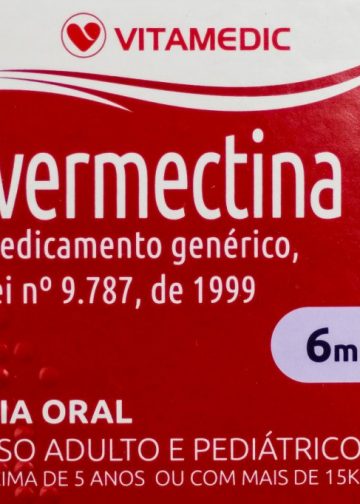 VITAMEDIC
vermectina
edicamento genérico,
ei nº 9.787, de 1999
6m
IA ORAL
SO ADULTO E PEDIÁTRICO
CIMA DE 5 ANOS OU COM MAIS DE 15K